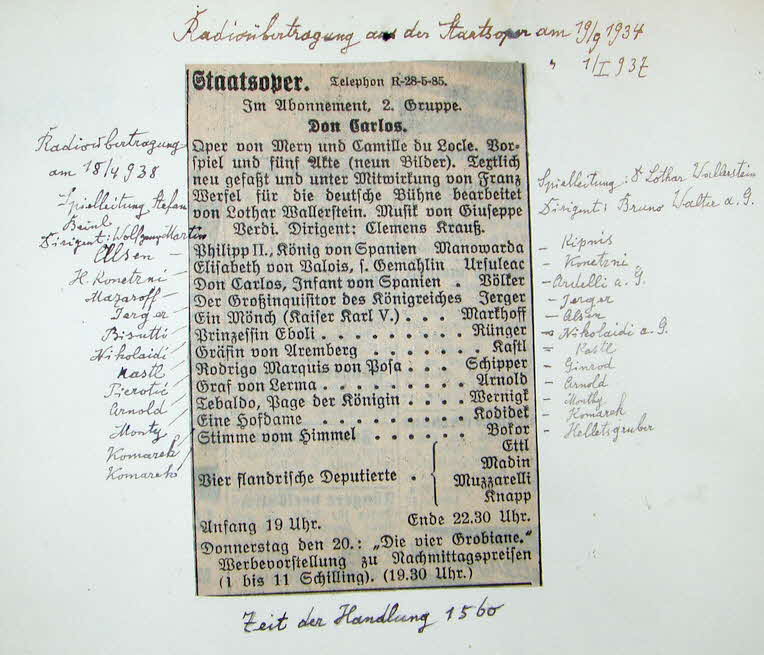 Radioübertragung aus der Staatsoper am 19/9 1934
" 1/I 937
Staatsoper. Telephon R-28-5-85.
Im Abonnement, 2. Gruppe.
Don Carlos.
Oper von Mery und Camille du Locle. Vor-
spiel und fünf Akte (neun Bilder). Textlich
neu gefaßt und unter Mitwirkung von Franz
Werfel für die deutsche Bühne bearbeitet
von Lothar Wallerstein. Musik von Giuseppe
Verdi. Dirigent: Clemens Krauß.
Philipp II., König von Spanien Manowarda
Elisabeth von Valois, s. Gemahlin Ursuleac
Don Carlos, Infant von Spanien . Völker
Der Großinquisitor des Königreiches Jerger
Ein Mönch (Kaiser Karl V.) . . . Markhoff
Prinzessin Eboli . . . . . . Rünger
Gräfin von Aremberg . . . . . . . Kastl
Rodrigo Marquis von Posa . . . Schipper
Graf von Lerma . . . . . . . Arnold
Tebaldo, Page der Königin . . . . Wernigk
Eine Hofdame . . . . . . . Kodidek
Stimme vom Himmel . . . . . . Bokor
Vier flandrische Deputierte . { Ettl
Madin
Muzzarelli
Knapp
Anfang 19 Uhr. Ende 22.30 Uhr.
Donnerstag den 20.: „Die vier Grobiane."
Werbevorstellung zu Nachmittagspreisen
(1 bis 11 Schilling). (19.30 Uhr.)
Radioübertragung
am 18/4 938
Spielleitung Stefan
Beinl
Dirigent: Wolfgang Martin
Alsen –
H. Konetzni –
Mazaroff –
Jerger
Bisutti
Nikolaidi
Kastl
Pierotić
Arnold
Monty
Komarek
Komarek
Spielleitung: D Lothar Wallerstein
Dirigent: Bruno Walter a. G.
– Kipnis
– Konetzni
– Ardelli a. G.
– Jerger
– Alsen
– Nikolaidi a. G.
– Kastl
– Ginrod
– Arnold
– Monty
– Komarek
– Helletsgruber
Zeit der Handlung 1560